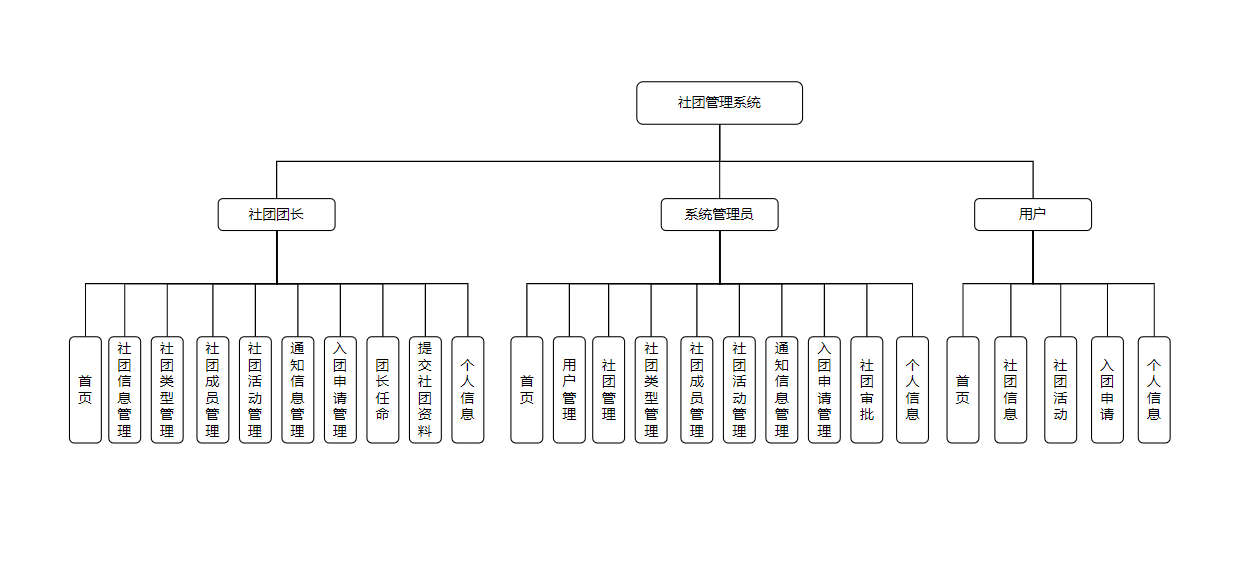 社团管理系统
社团团长
系统管理员
用户
首页
社团信息管理
社团类型管理
社团成员管理
社团活动管理
通知信息管理
入团申请管理
团长任命
提交社团资料
个人信息
首页
用户管理
社团管理
社团类型管理
社团成员管理
社团活动管理
通知信息管理
入团申请管理
社团审批
个人信息
首页
社团信息
社团活动
入团申请
个人信息